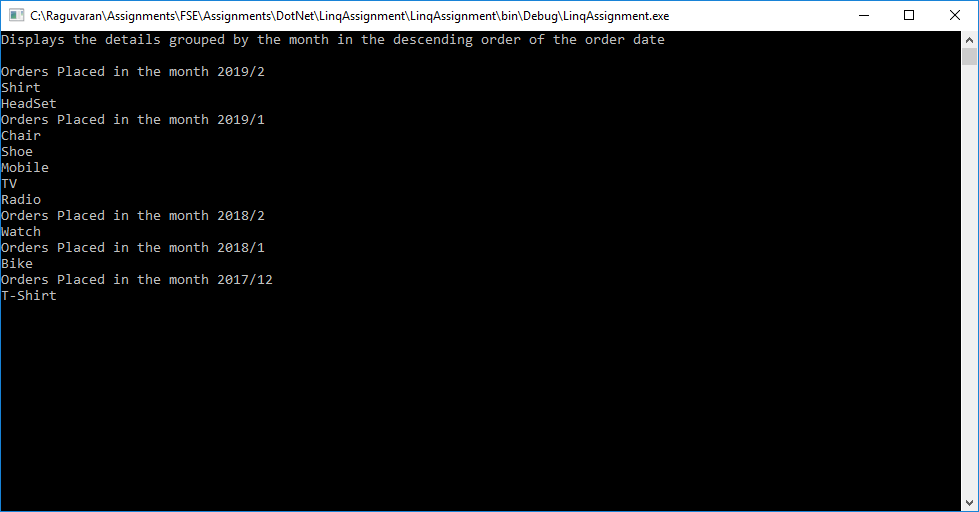 C:\Raguvaran\Assignments\FSE\Assignments\DotNet\LinqAssignment\LinqAssignment\bin\Debug\LinqAssignment.exe
Displays the details grouped by the month in the descending order of the order date
Orders Placed in the month 2019/2
Shirt
HeadSet
Orders Placed in the month 2019/1
Chair
Shoe
Mobile
TV
Radio
Orders Placed in the month 2018/2
Watch
Orders Placed in the month 2018/1
Bike
Orders Placed in the month 2017/12
T-Shirt